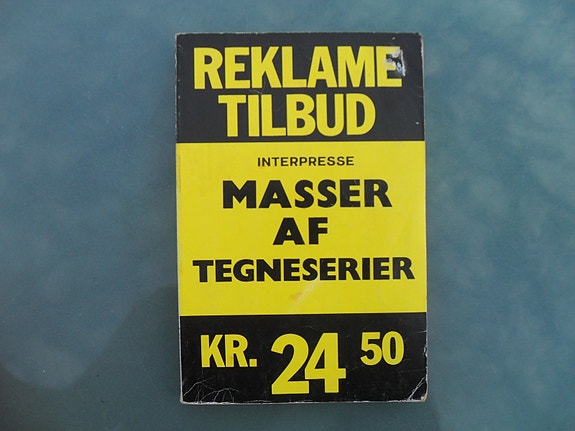 REKLAME
TILBUD
INTERPRESSE
MASSER
AF
TEGNESERIER
KR. 24 50